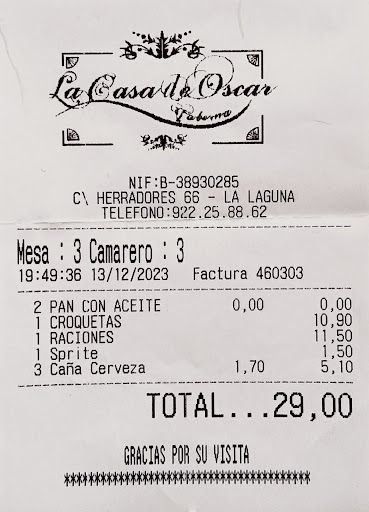 La Casa de Oscar
Taberna
NIF:B-38930285
C\ HERRADORES 66 - LA LAGUNA
TELEFONO:922.25.88.62
Mesa : 3 Camarero : 3
19:49:36 13/12/2023 Factura 460303
2 PAN CON ACEITE 0,00 0,00
1 CROQUETAS 10,90
1 RACIONES 11,50
1 Sprite 1,50
3 Caña Cerveza 1,70 5,10
TOTAL...29,00
GRACIAS POR SU VISITA